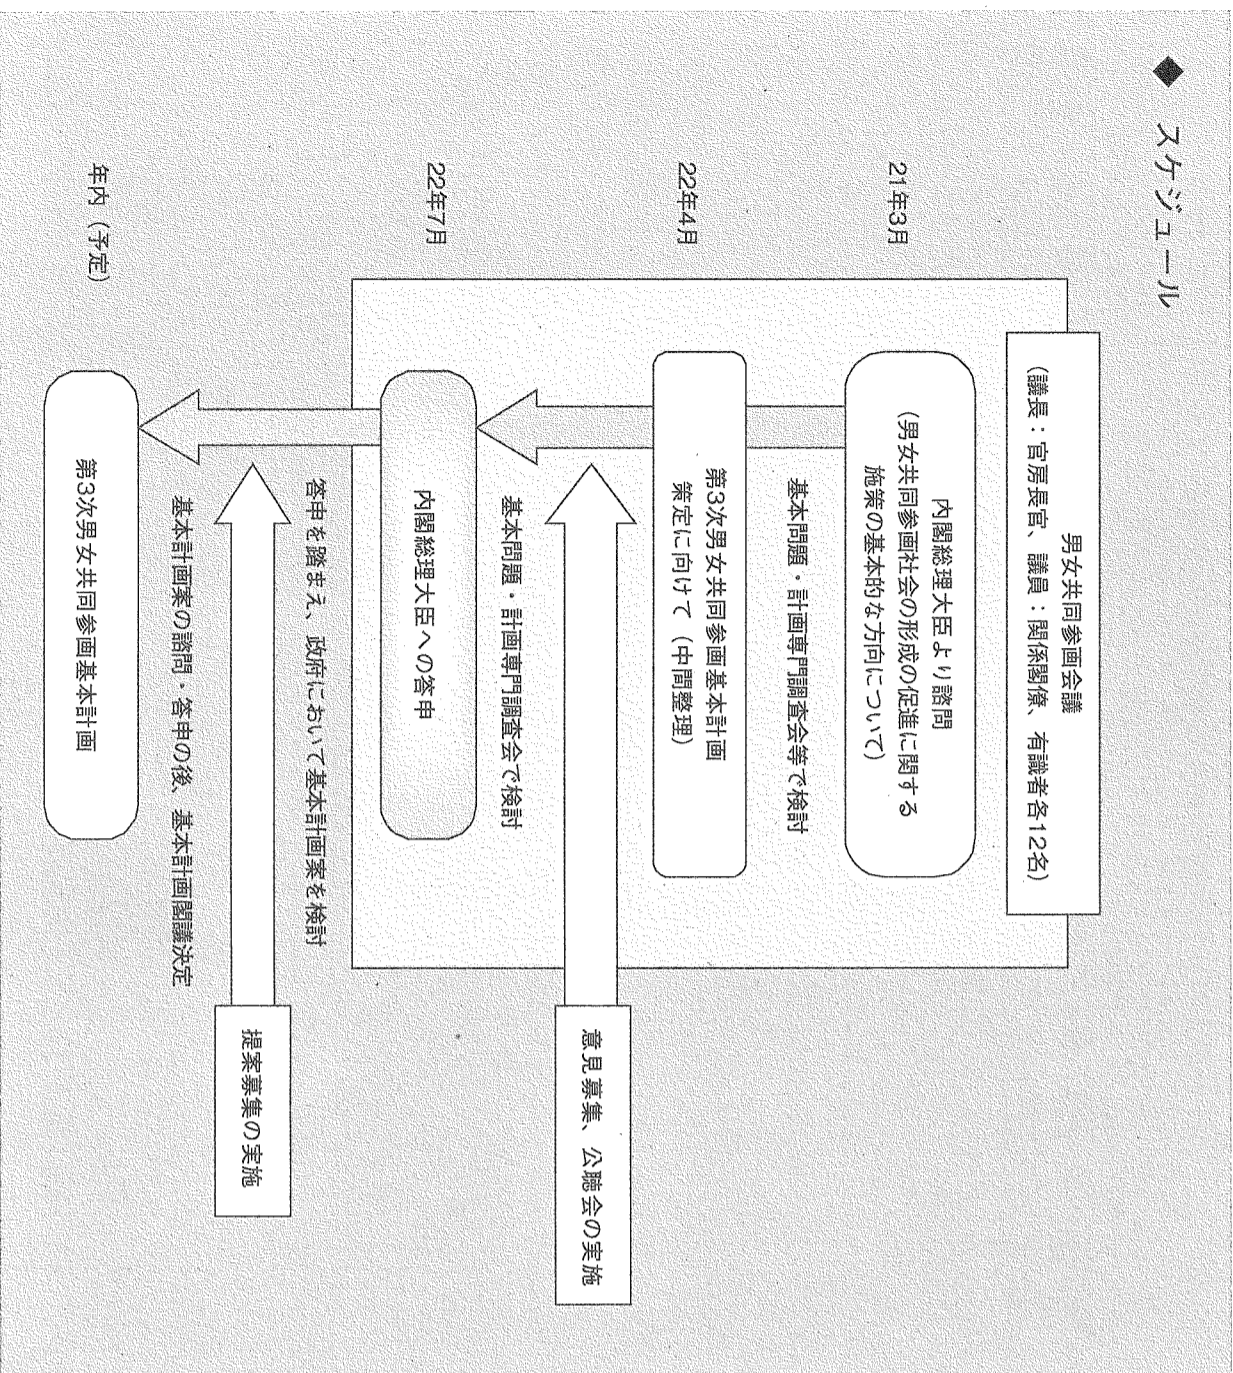 ◆ スケジュール
男女共同参画会議
(議長：官房長官、議員：関係閣僚、有識者各12名)
21年3月
内閣総理大臣より諮問
(男女共同参画社会の形成の促進に関する
施策の基本的な方向について)
基本問題・計画専門調査会等で検討
22年4月
第3次男女共同参画基本計画
策定に向けて（中間整理）
意見募集、公聴会の実施
基本問題・計画専門調査会で検討
22年7月
内閣総理大臣への答申
答申を踏まえ、政府において基本計画案を検討
提案募集の実施
基本計画案の諮問・答申の後、基本計画閣議決定
年内（予定）
第3次男女共同参画基本計画